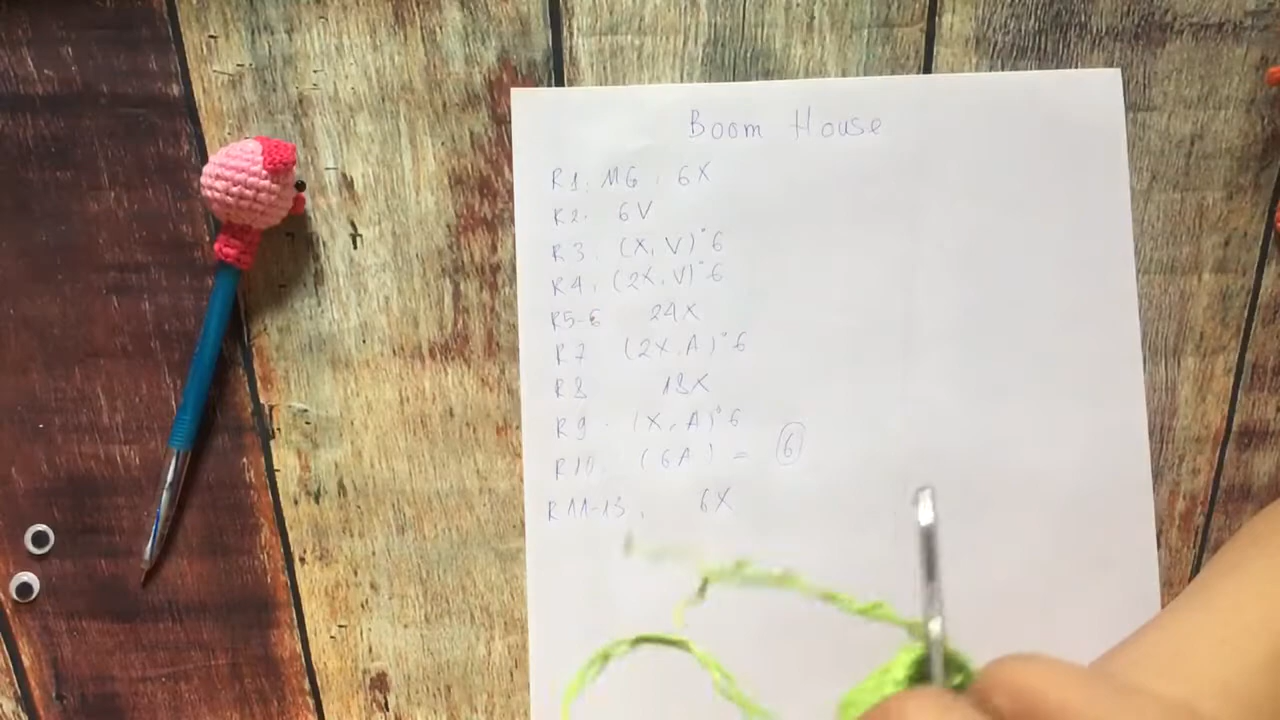 Boom House
R1. MG. 6X
R2. 6V
R3. (X, V)*6
R4. (2X, V)*6
R5-6 24X
R7 (2X, A)*6
R8 18X
R9. (X, A)*6
R10. (6A) = 6
R11-13. 6X